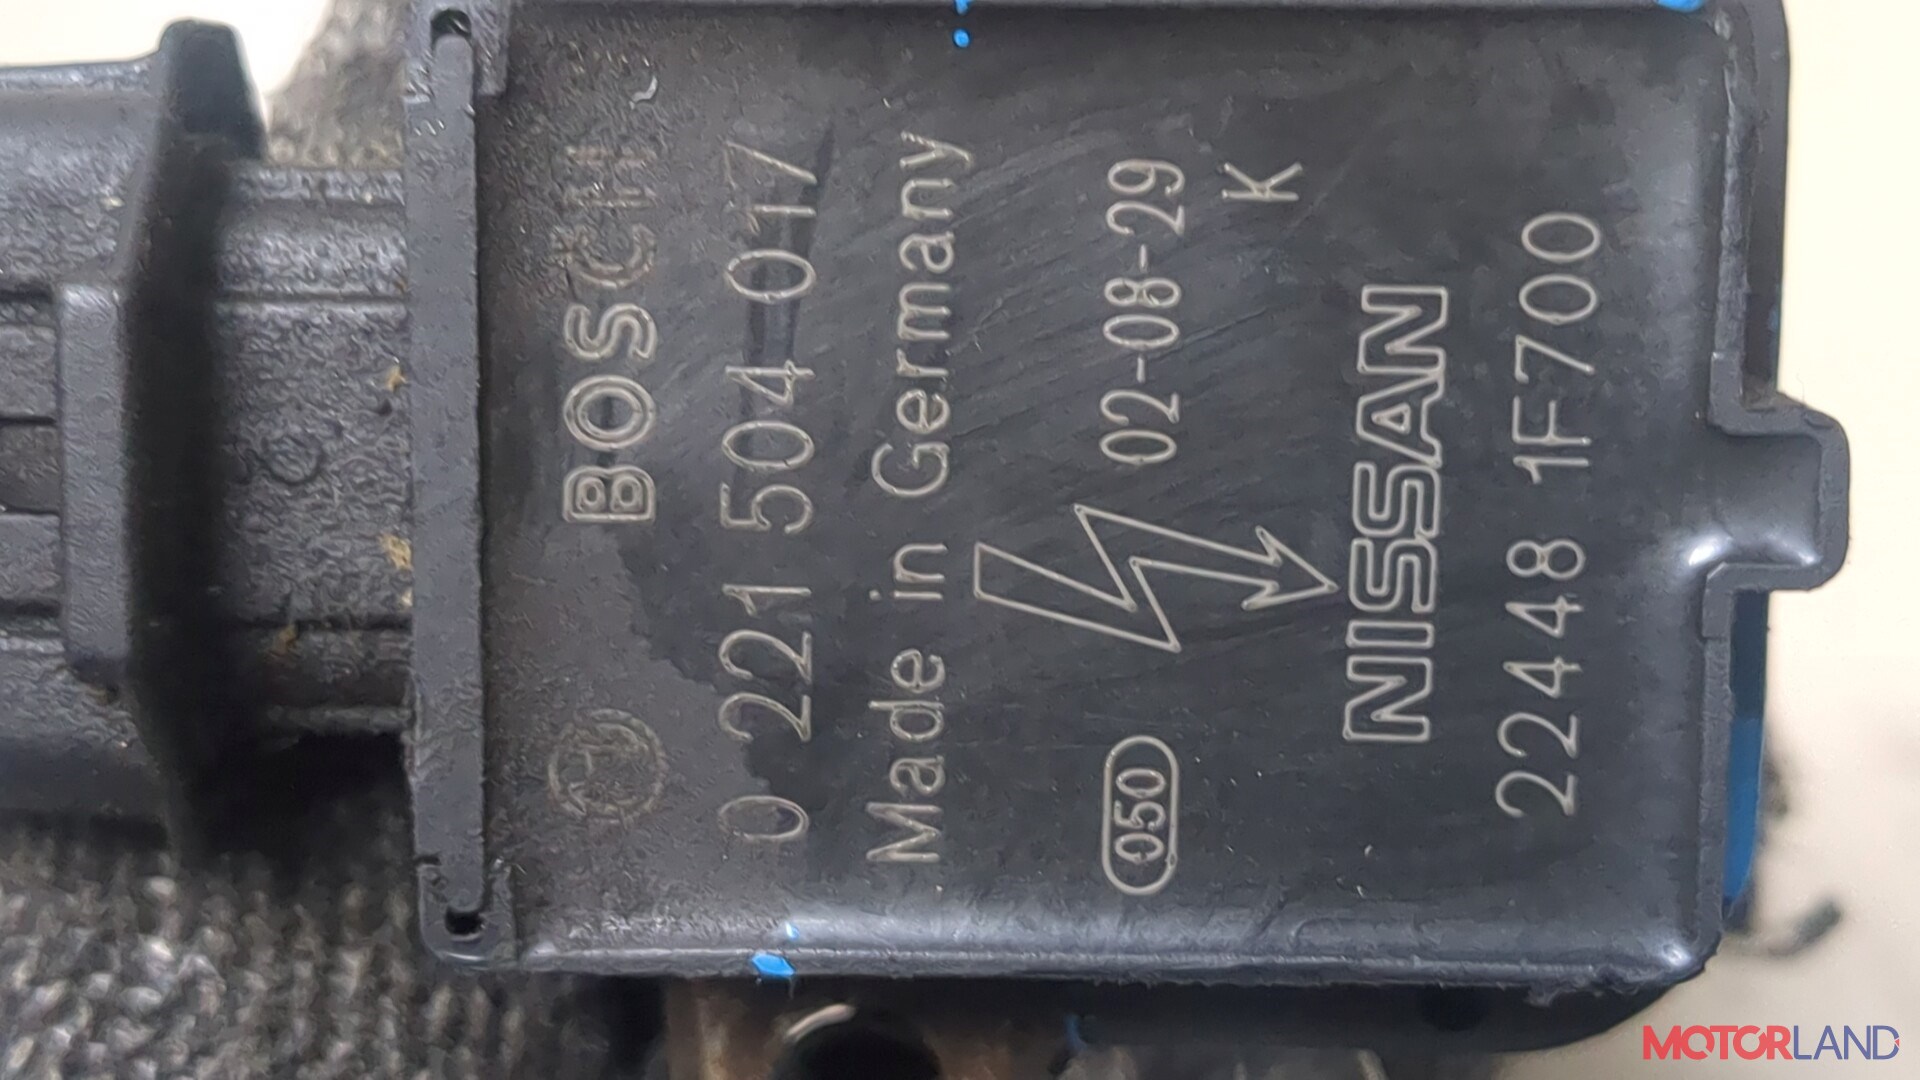 BOSCH
0 221 504 017
Made in Germany
050
02-08-29
K
NISSAN
22448 1F700
MOTORLAND